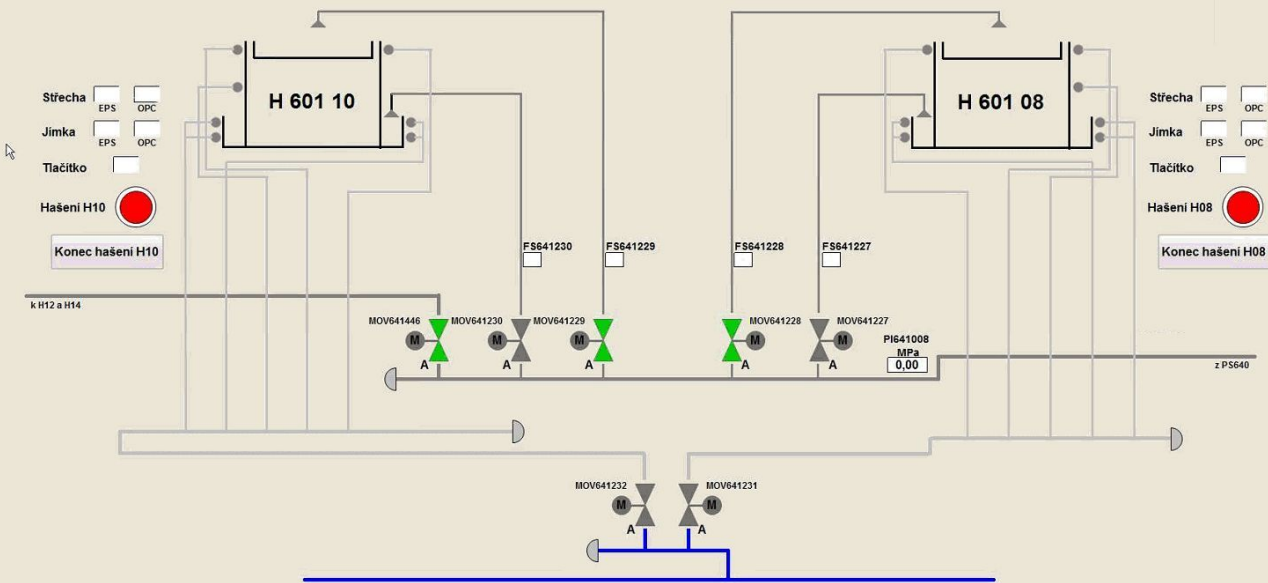 H 601 10
H 601 08
Střecha
EPS
OPC
Jímka
EPS
OPC
Tlačítko
Hašení H10
Konec hašení H10
Střecha
EPS
OPC
Jímka
EPS
OPC
Tlačítko
Hašení H08
Konec hašení H08
FS641230
FS641229
FS641228
FS641227
k H12 a H14
MOV641446
MOV641230
MOV641229
MOV641228
MOV641227
M
M
M
M
M
A
A
A
A
A
PI641008
MPa
0,00
z PS640
MOV641232
MOV641231
M
M
A
A